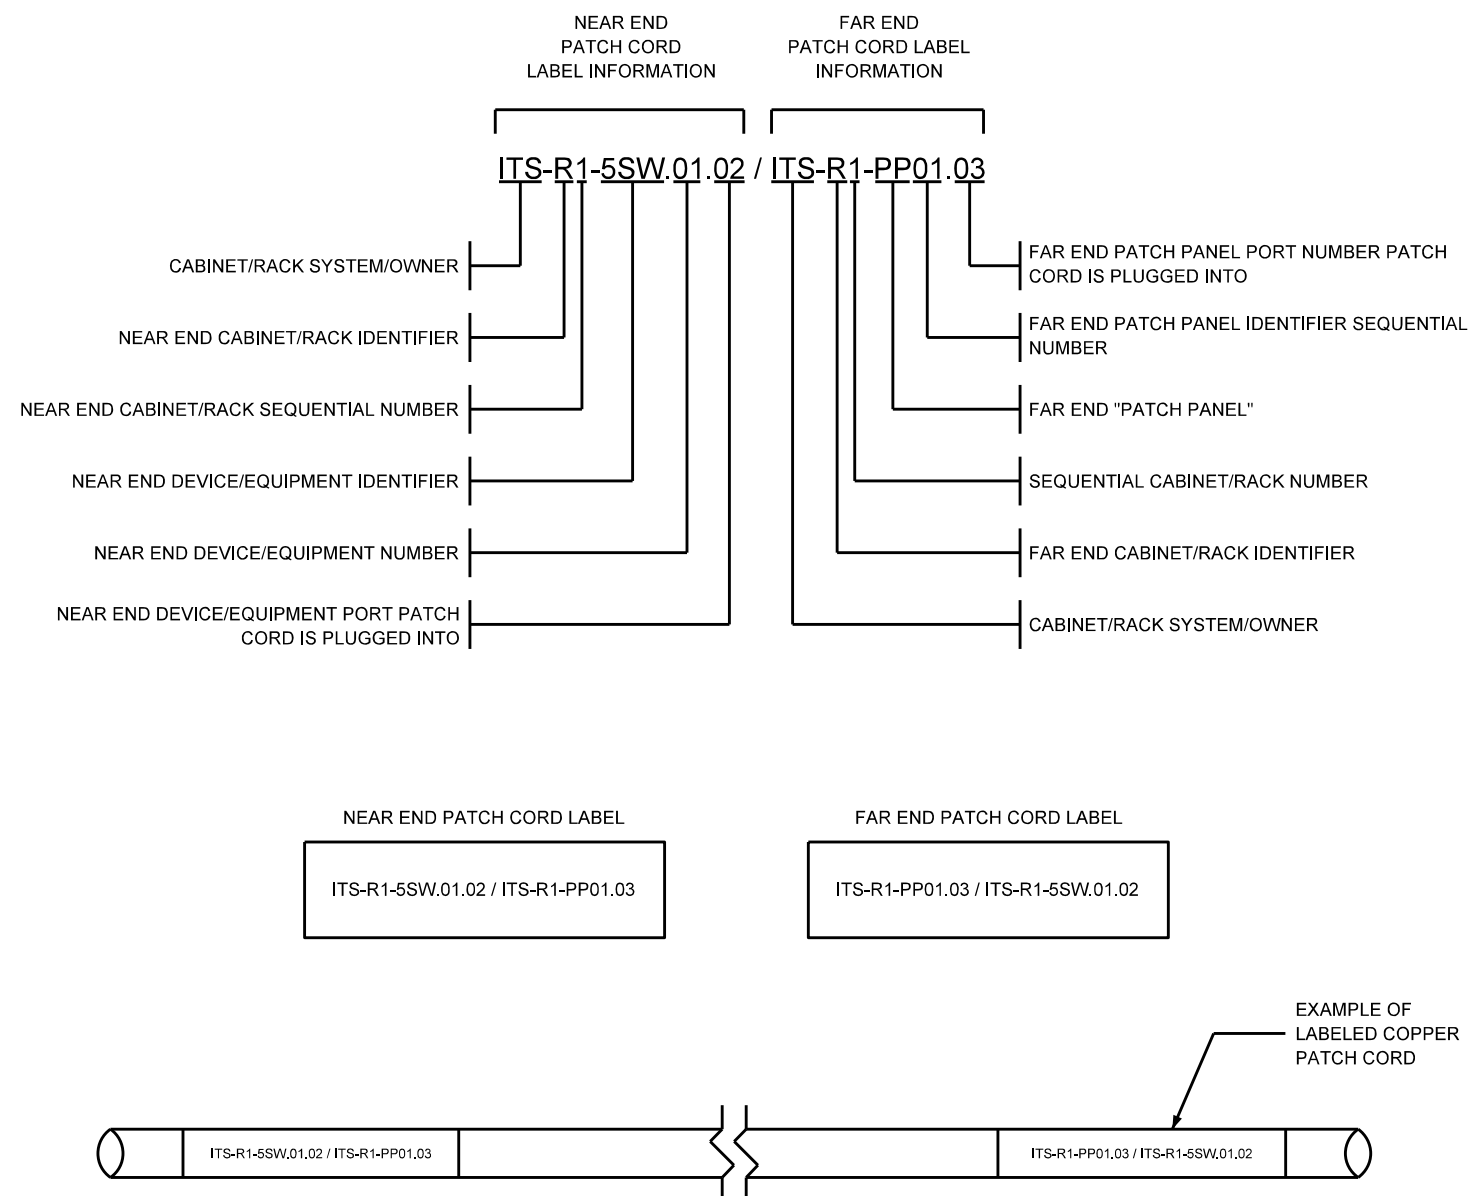 NEAR END
PATCH CORD
LABEL INFORMATION
FAR END
PATCH CORD LABEL
INFORMATION
ITS-R1-5SW.01.02 / ITS-R1-PP01.03
CABINET/RACK SYSTEM/OWNER
NEAR END CABINET/RACK IDENTIFIER
NEAR END CABINET/RACK SEQUENTIAL NUMBER
NEAR END DEVICE/EQUIPMENT IDENTIFIER
NEAR END DEVICE/EQUIPMENT NUMBER
NEAR END DEVICE/EQUIPMENT PORT PATCH
CORD IS PLUGGED INTO
FAR END PATCH PANEL PORT NUMBER PATCH
CORD IS PLUGGED INTO
FAR END PATCH PANEL IDENTIFIER SEQUENTIAL
NUMBER
FAR END "PATCH PANEL"
SEQUENTIAL CABINET/RACK NUMBER
FAR END CABINET/RACK IDENTIFIER
CABINET/RACK SYSTEM/OWNER
NEAR END PATCH CORD LABEL
ITS-R1-5SW.01.02 / ITS-R1-PP01.03
FAR END PATCH CORD LABEL
ITS-R1-PP01.03 / ITS-R1-5SW.01.02
EXAMPLE OF
LABELED COPPER
PATCH CORD
ITS-R1-5SW.01.02 / ITS-R1-PP01.03
ITS-R1-PP01.03 / ITS-R1-5SW.01.02